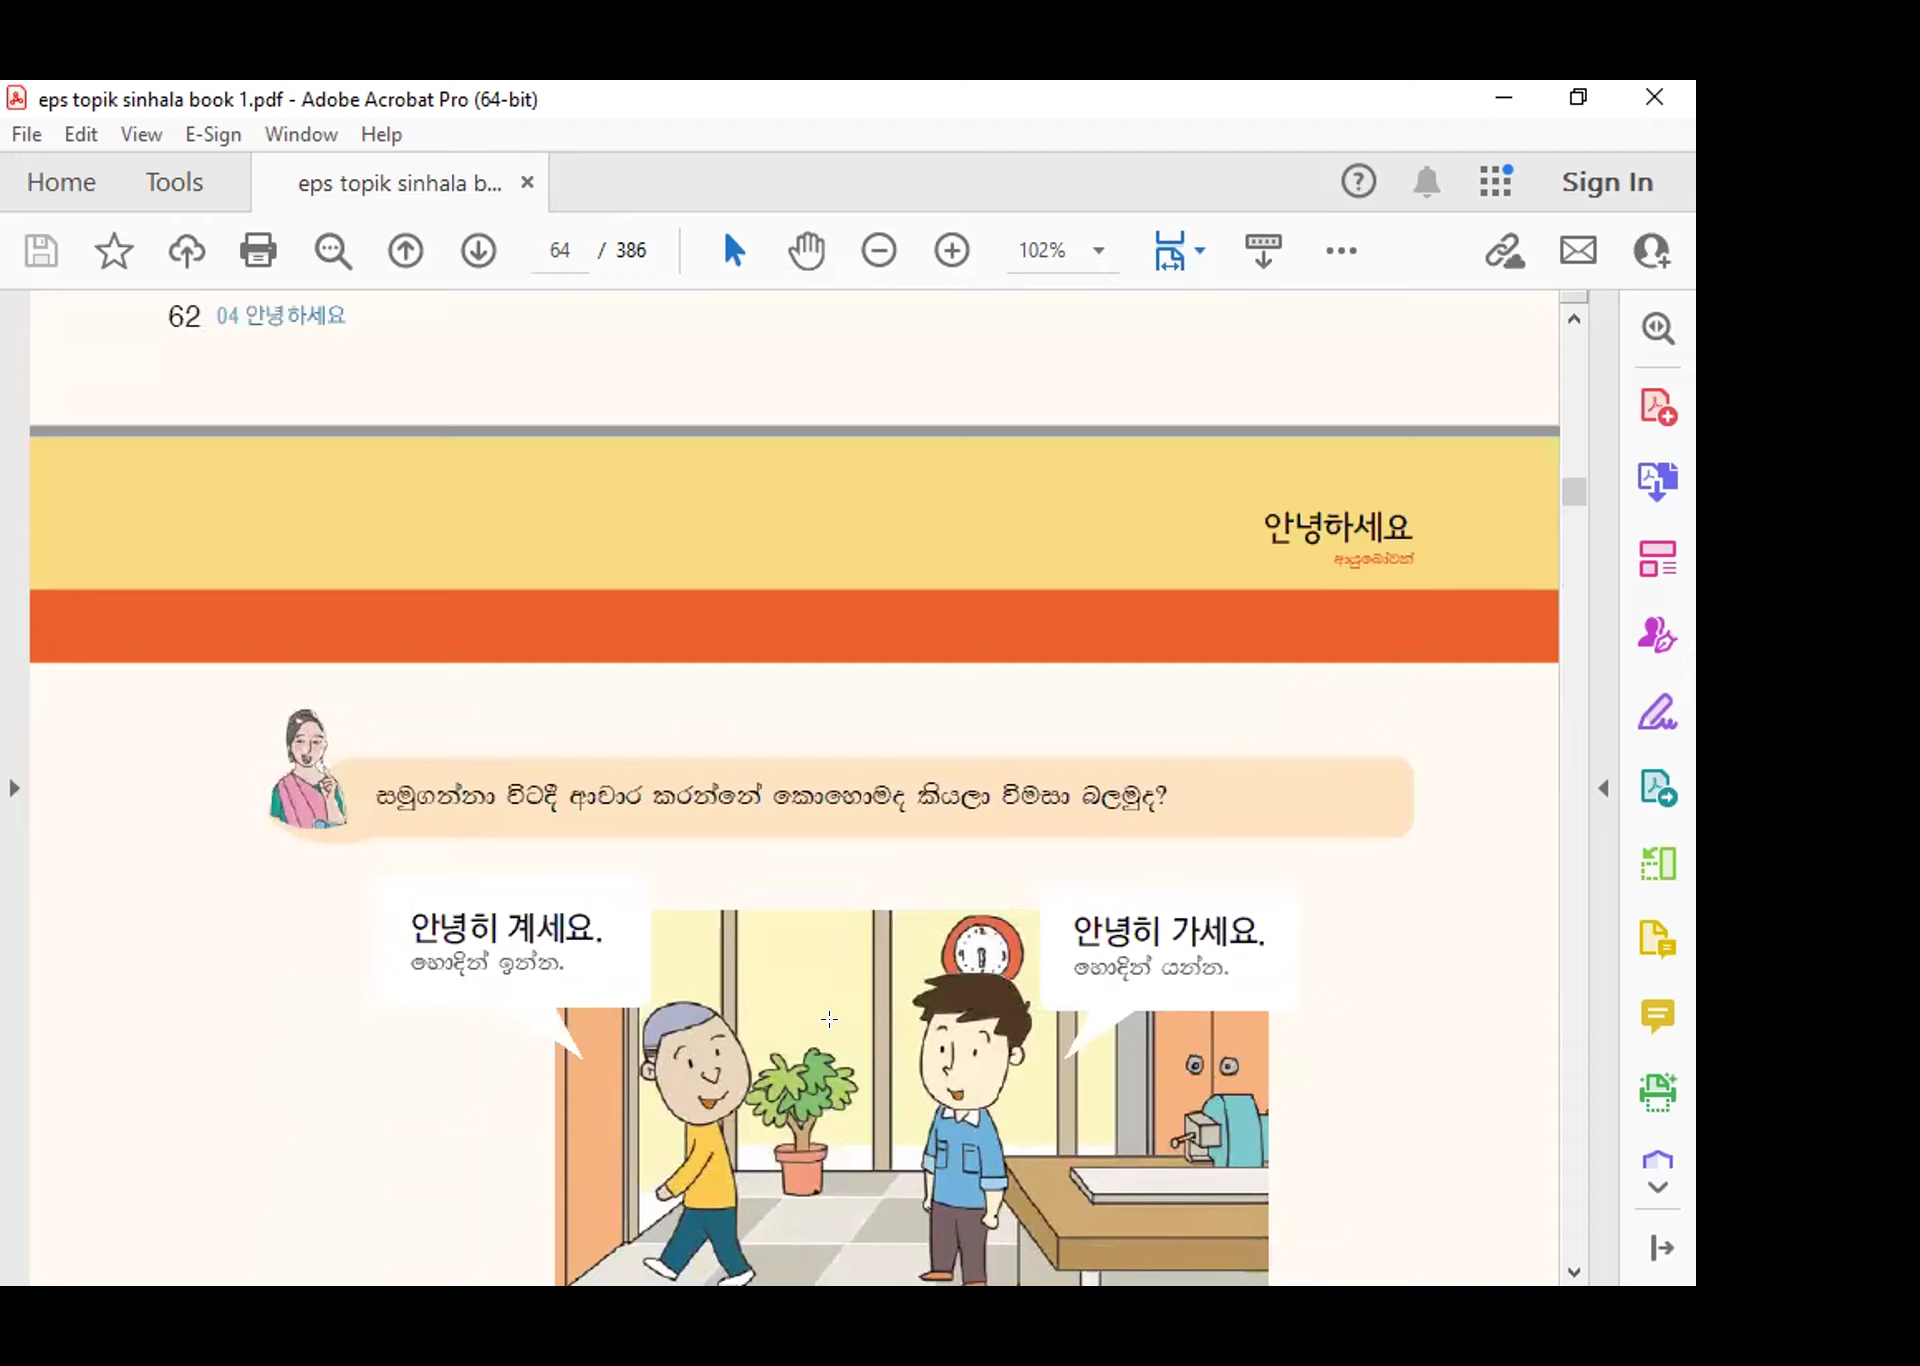 eps topik sinhala book 1.pdf - Adobe Acrobat Pro (64-bit)
File Edit View E-Sign Window Help
Home Tools eps topik sinhala b... Sign In
64 / 386 102%
62 04 안녕하세요
안녕하세요
ආයුබෝවන්
සමුගන්නා විටදී ආචාර කරන්නේ කොහොමද කියලා විමසා බලමුද?
안녕히 계세요.
හොඳින් ඉන්න.
안녕히 가세요.
හොඳින් යන්න.